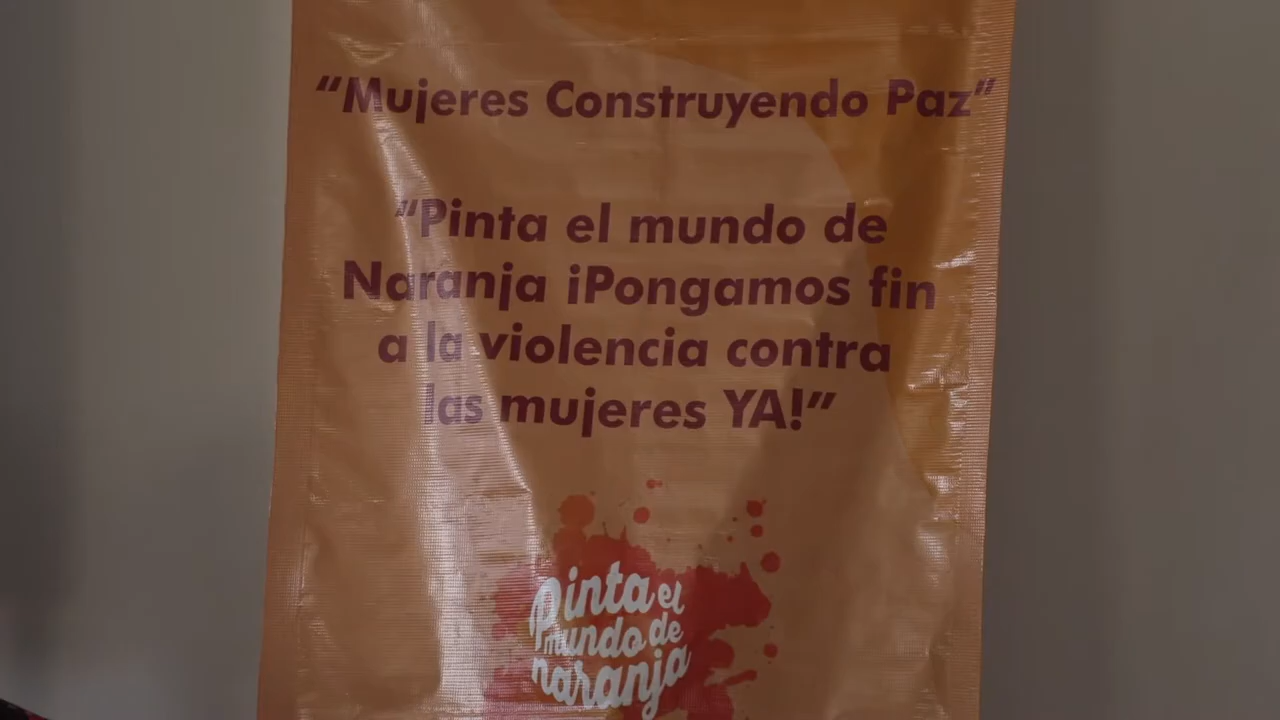 “Mujeres Construyendo Paz”
“Pinta el mundo de
Naranja ¡Pongamos fin
a la violencia contra
las mujeres YA!”
Pinta el
mundo de
naranja